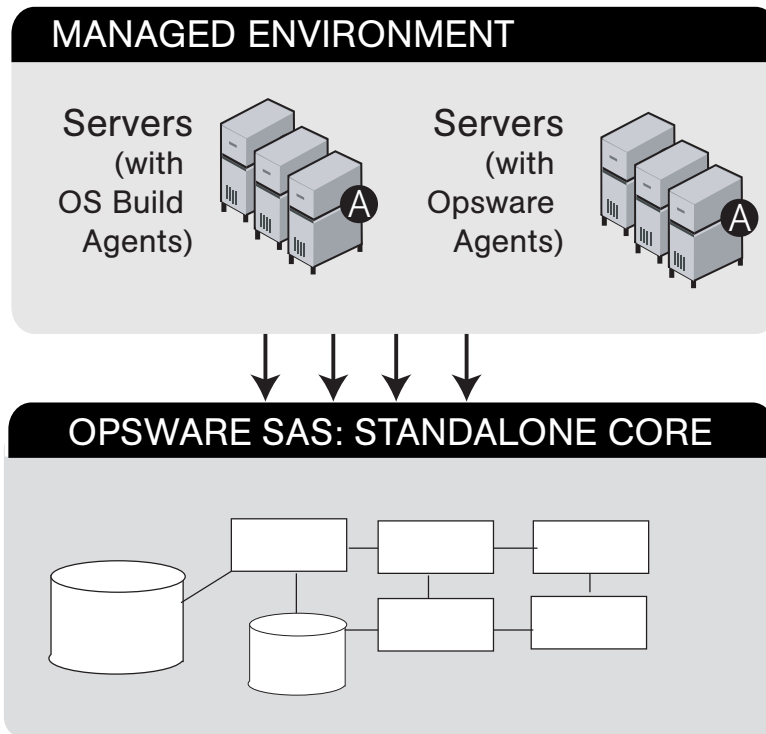 MANAGED ENVIRONMENT
Servers
(with
OS Build
Agents)
A
Servers
(with
Opsware
Agents)
A
OPSWARE SAS: STANDALONE CORE